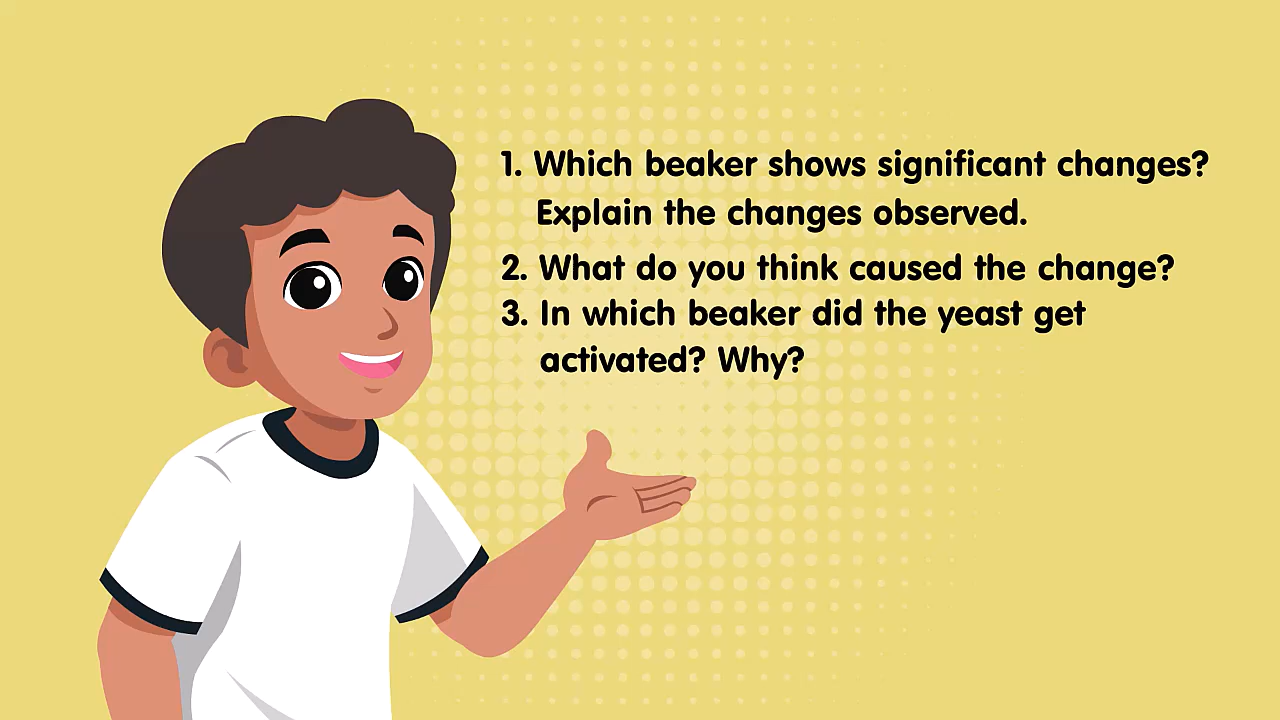 1. Which beaker shows significant changes?
Explain the changes observed.
2. What do you think caused the change?
3. In which beaker did the yeast get
activated? Why?